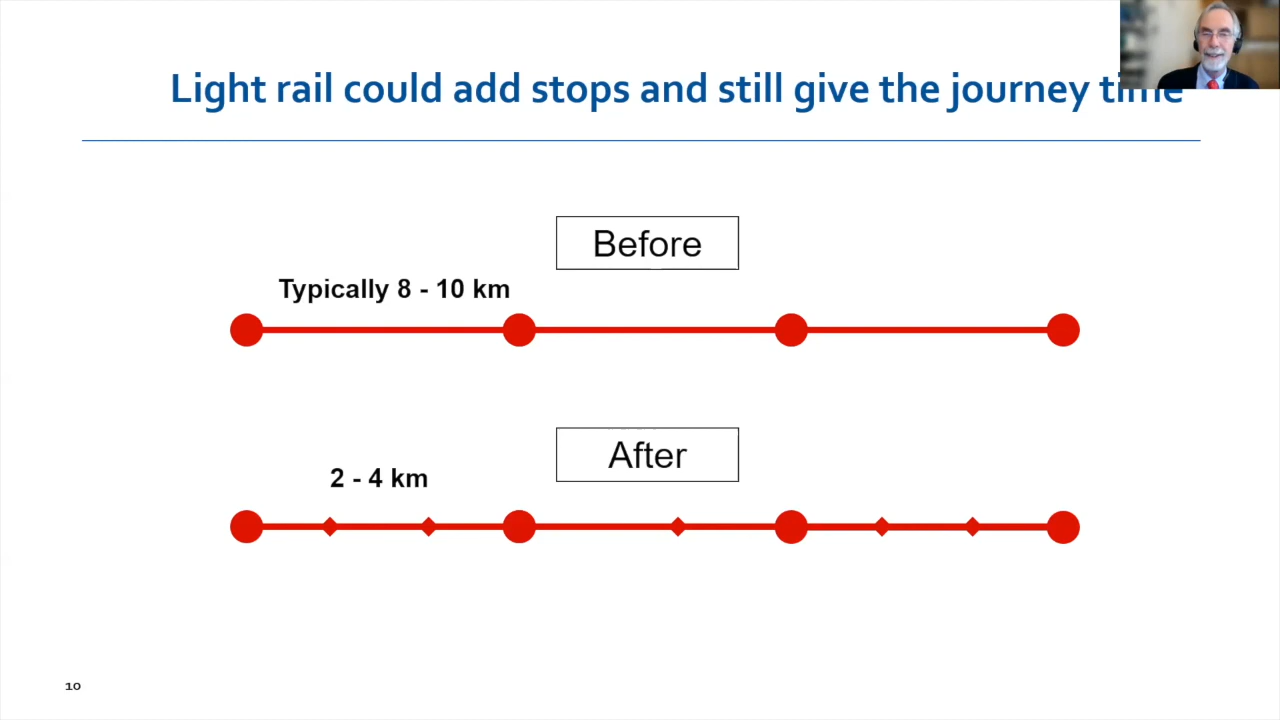 Light rail could add stops and still give the journey time
Before
Typically 8 - 10 km
After
2 - 4 km
10